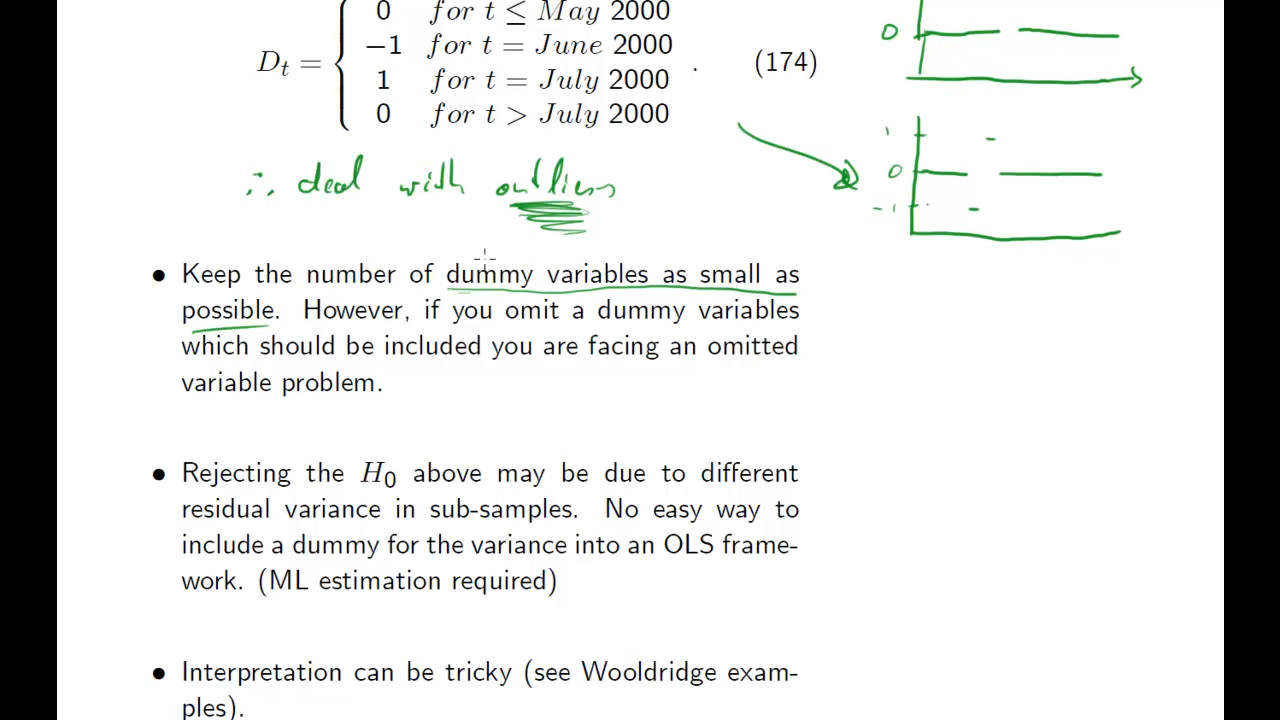 0 for t ≤ May 2000
−1 for t = June 2000
D_t = { . (174)
1 for t = July 2000
0 for t > July 2000
0
1
0
-1
∴ deal with outliers
• Keep the number of dummy variables as small as
possible. However, if you omit a dummy variables
which should be included you are facing an omitted
variable problem.
• Rejecting the H₀ above may be due to different
residual variance in sub-samples. No easy way to
include a dummy for the variance into an OLS frame-
work. (ML estimation required)
• Interpretation can be tricky (see Wooldridge exam-
ples).